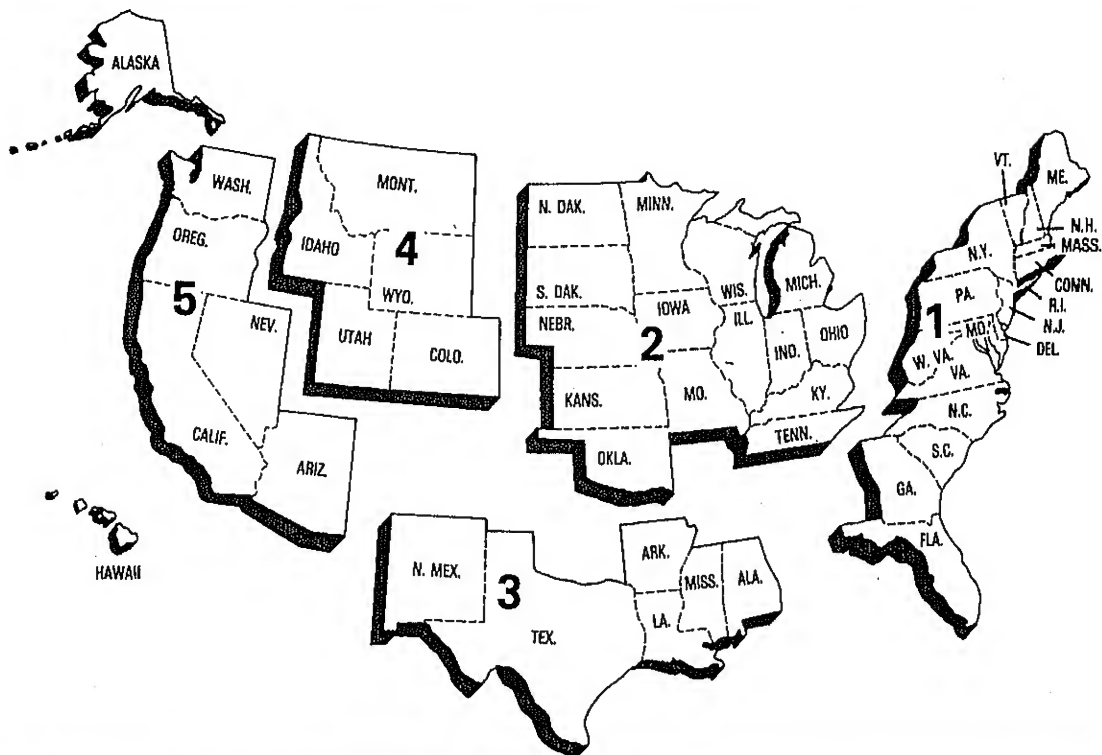 ALASKA
WASH.
OREG.
5
NEV.
CALIF.
ARIZ.
HAWAII
MONT.
IDAHO
4
WYO.
UTAH
COLO.
N. DAK.
MINN.
S. DAK.
WIS.
MICH.
NEBR.
IOWA
2
ILL.
IND.
OHIO
KANS.
MO.
KY.
TENN.
OKLA.
N. MEX.
3
TEX.
ARK.
LA.
MISS.
ALA.
VT.
ME.
N.H.
MASS.
N.Y.
CONN.
R.I.
PA.
N.J.
1
MD.
DEL.
W. VA.
VA.
N.C.
S.C.
GA.
FLA.